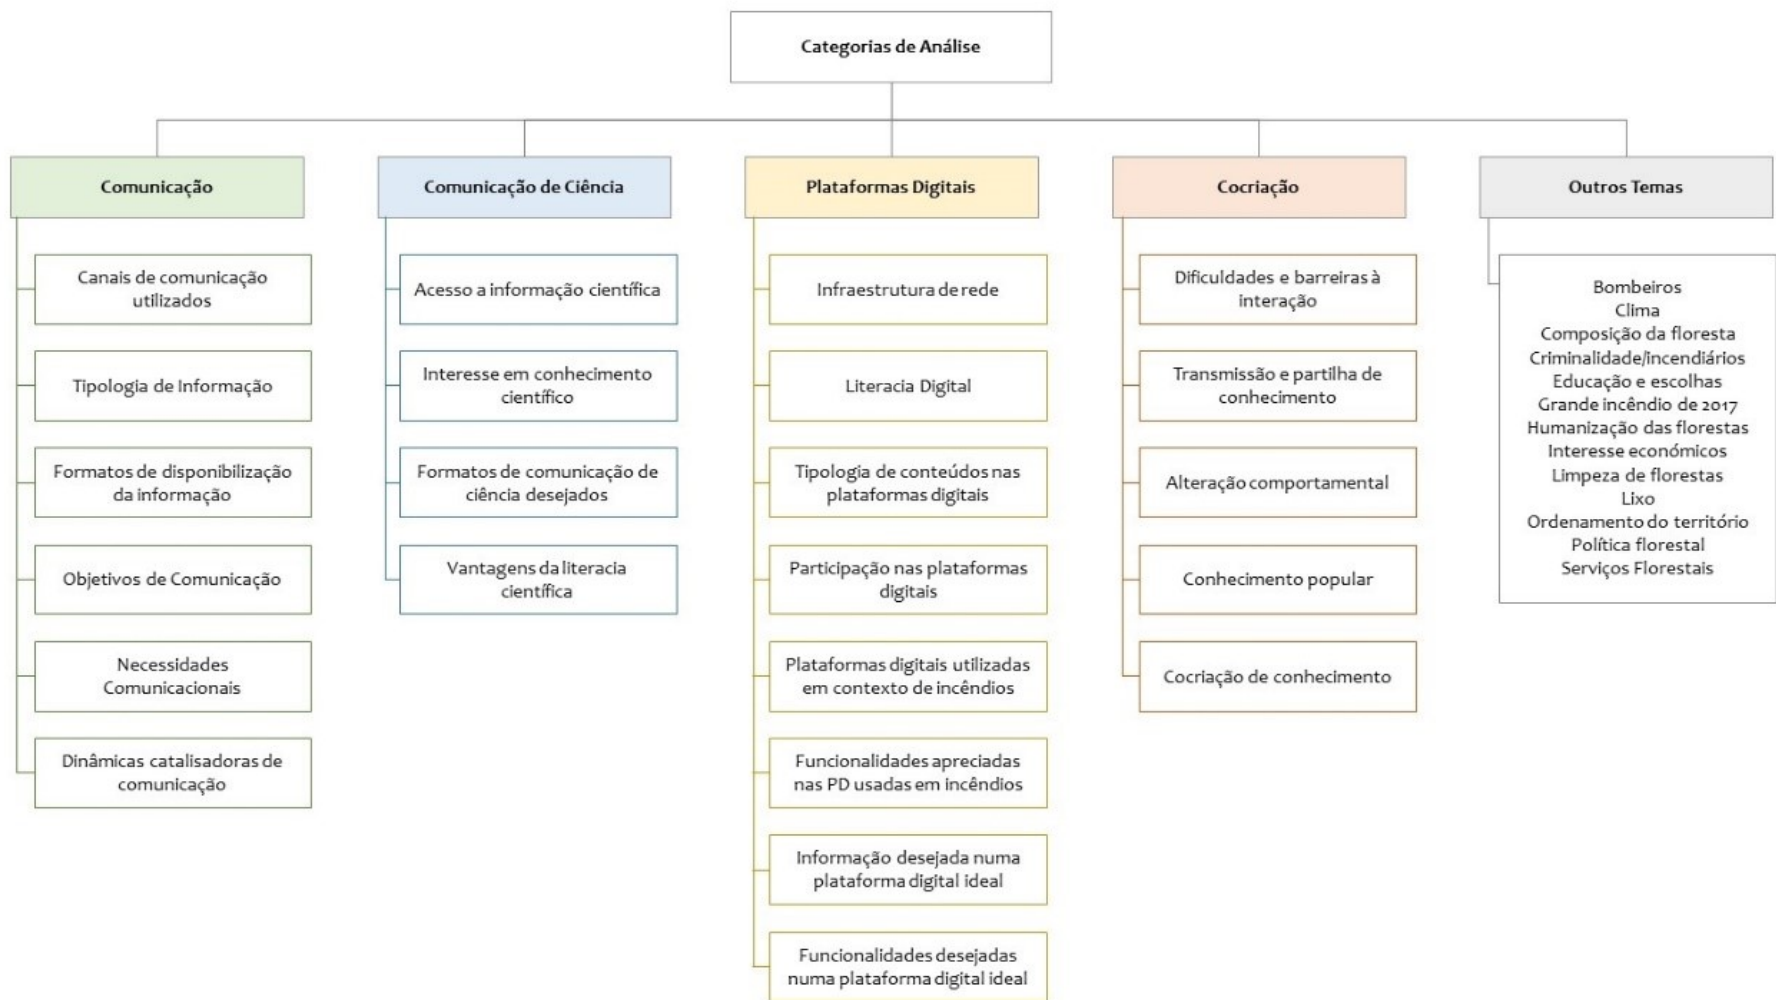 Categorias de Análise
Comunicação
Canais de comunicação
utilizados
Tipologia de Informação
Formatos de disponibilização
da informação
Objetivos de Comunicação
Necessidades
Comunicacionais
Dinâmicas catalisadoras de
comunicação
Comunicação de Ciência
Acesso a informação científica
Interesse em conhecimento
científico
Formatos de comunicação de
ciência desejados
Vantagens da literacia
científica
Plataformas Digitais
Infraestrutura de rede
Literacia Digital
Tipologia de conteúdos nas
plataformas digitais
Participação nas plataformas
digitais
Plataformas digitais utilizadas
em contexto de incêndios
Funcionalidades apreciadas
nas PD usadas em incêndios
Informação desejada numa
plataforma digital ideal
Funcionalidades desejadas
numa plataforma digital ideal
Cocriação
Dificuldades e barreiras à
interação
Transmissão e partilha de
conhecimento
Alteração comportamental
Conhecimento popular
Cocriação de conhecimento
Outros Temas
Bombeiros
Clima
Composição da floresta
Criminalidade/incendiários
Educação e escolhas
Grande incêndio de 2017
Humanização das florestas
Interesse económicos
Limpeza de florestas
Lixo
Ordenamento do território
Política florestal
Serviços Florestais